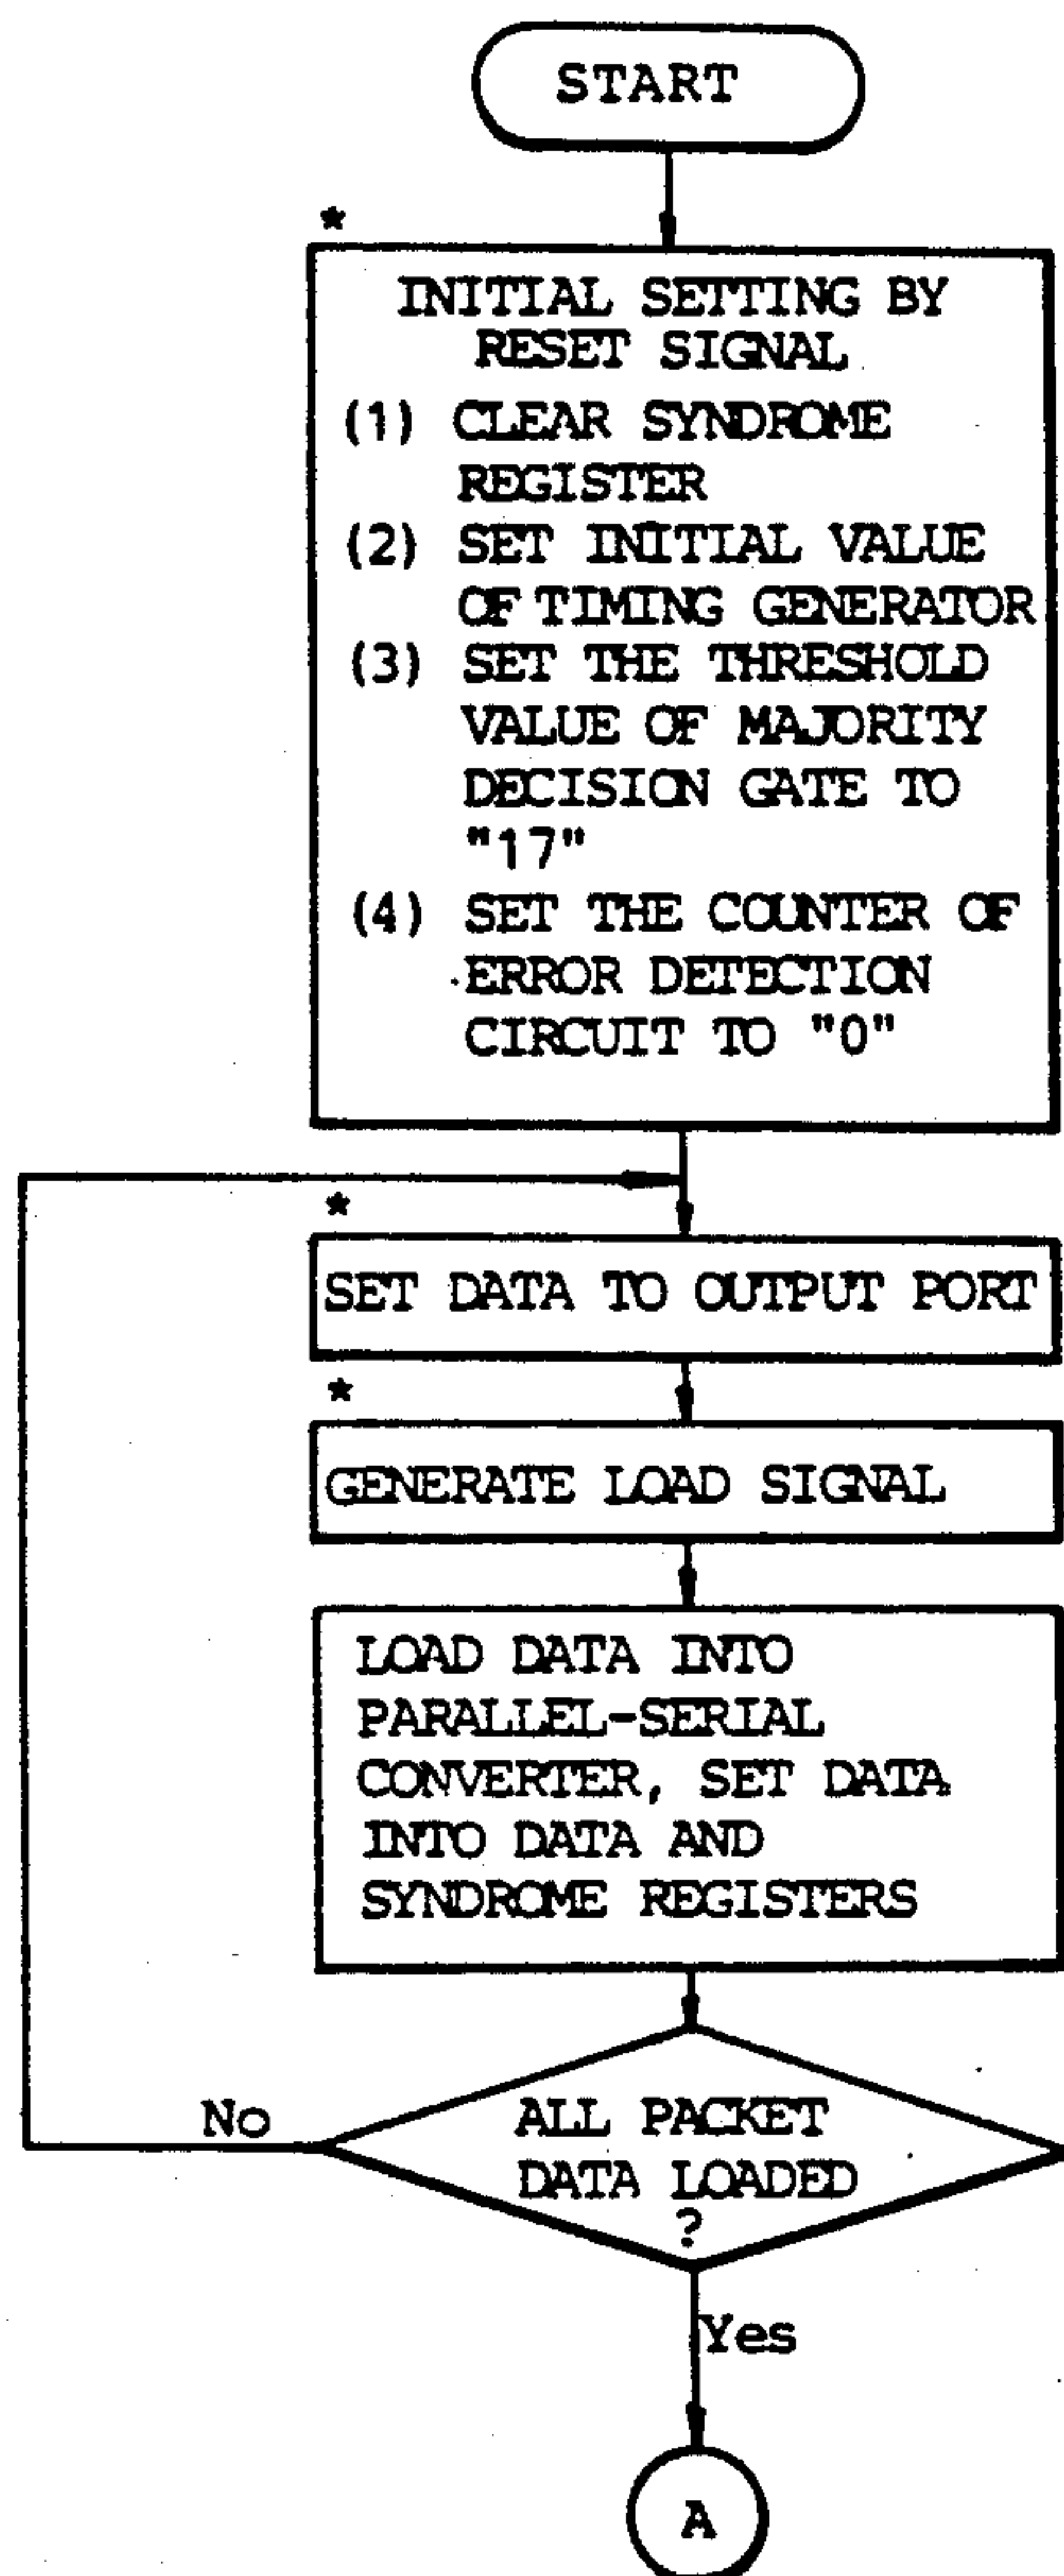 START
*
INITIAL SETTING BY
RESET SIGNAL
(1) CLEAR SYNDROME
REGISTER
(2) SET INITIAL VALUE
OF TIMING GENERATOR
(3) SET THE THRESHOLD
VALUE OF MAJORITY
DECISION GATE TO
"17"
(4) SET THE COUNTER OF
ERROR DETECTION
CIRCUIT TO "0"
*
SET DATA TO OUTPUT PORT
*
GENERATE LOAD SIGNAL
LOAD DATA INTO
PARALLEL-SERIAL
CONVERTER, SET DATA
INTO DATA AND
SYNDROME REGISTERS
No
ALL PACKET
DATA LOADED
?
Yes
A